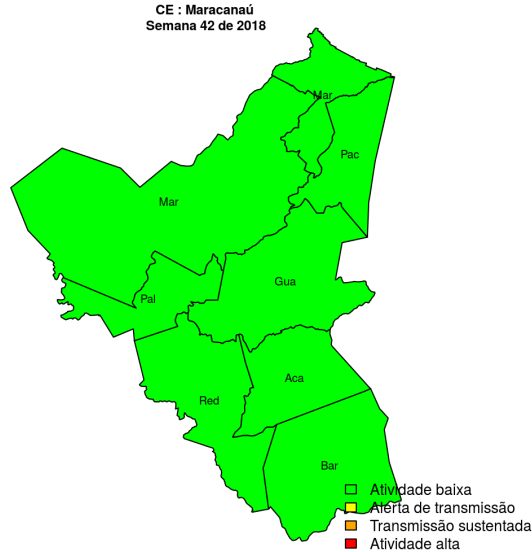 CE : Maracanaú
Semana 42 de 2018
Mar
Pac
Mar
Gua
Pal
Aca
Red
Bar
Atividade baixa
Alerta de transmissão
Transmissão sustentada
Atividade alta